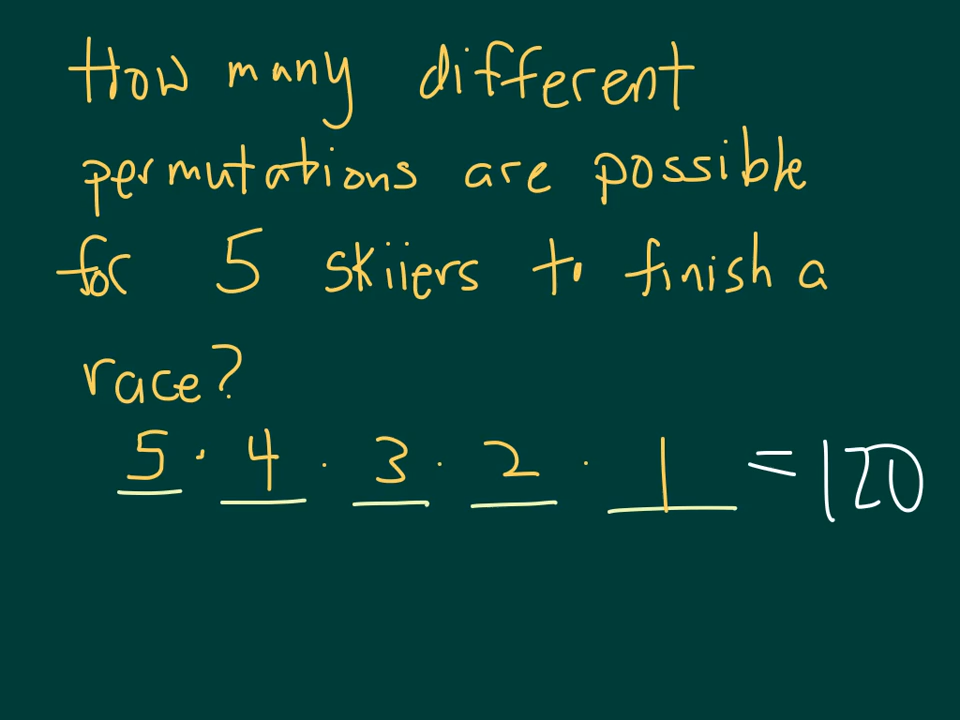 How many different
permutations are possible
for 5 skiiers to finish a
race?
5 · 4 · 3 · 2 · 1 = 120